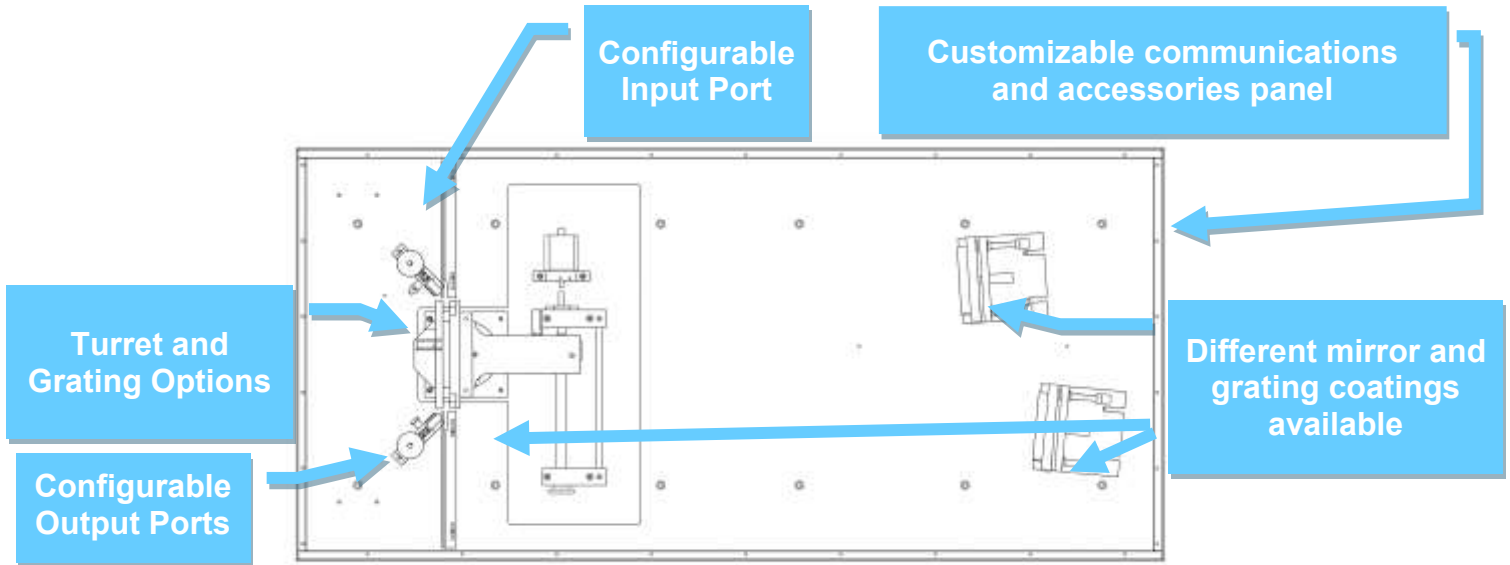 Configurable
Input Port
Customizable communications
and accessories panel
Turret and
Grating Options
Different mirror and
grating coatings
available
Configurable
Output Ports